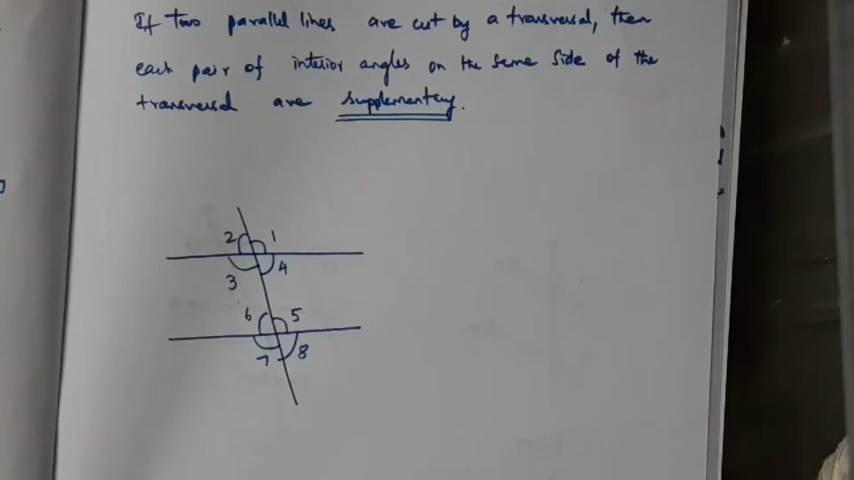 If two parallel lines are cut by a transversal, then
each pair of interior angles on the same side of the
transversal are supplementary.
2 1
3 4
6 5
7 8